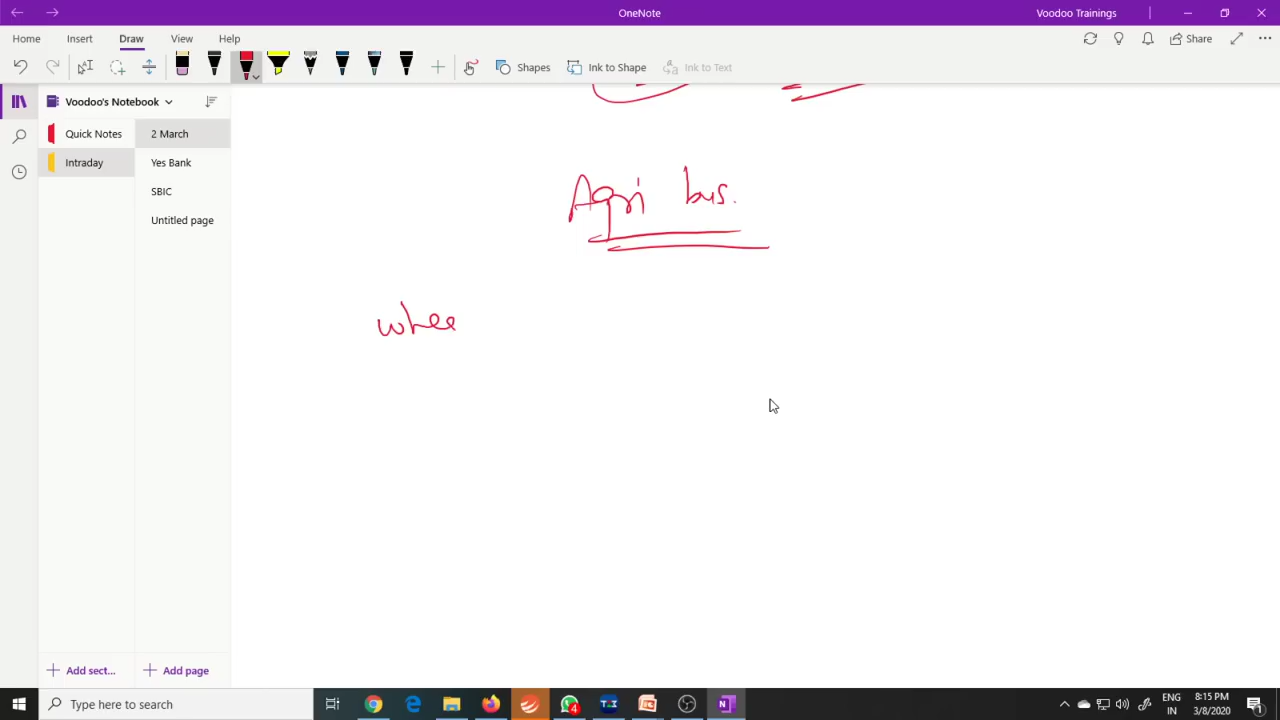 OneNote
Voodoo Trainings
Home Insert Draw View Help
Share
Shapes Ink to Shape Ink to Text
Voodoo's Notebook
Quick Notes 2 March
Intraday Yes Bank
SBIC
Untitled page
Agri bus.
whee
Add sect... Add page
Type here to search
4
ENG
IN
8:15 PM
3/8/2020
1